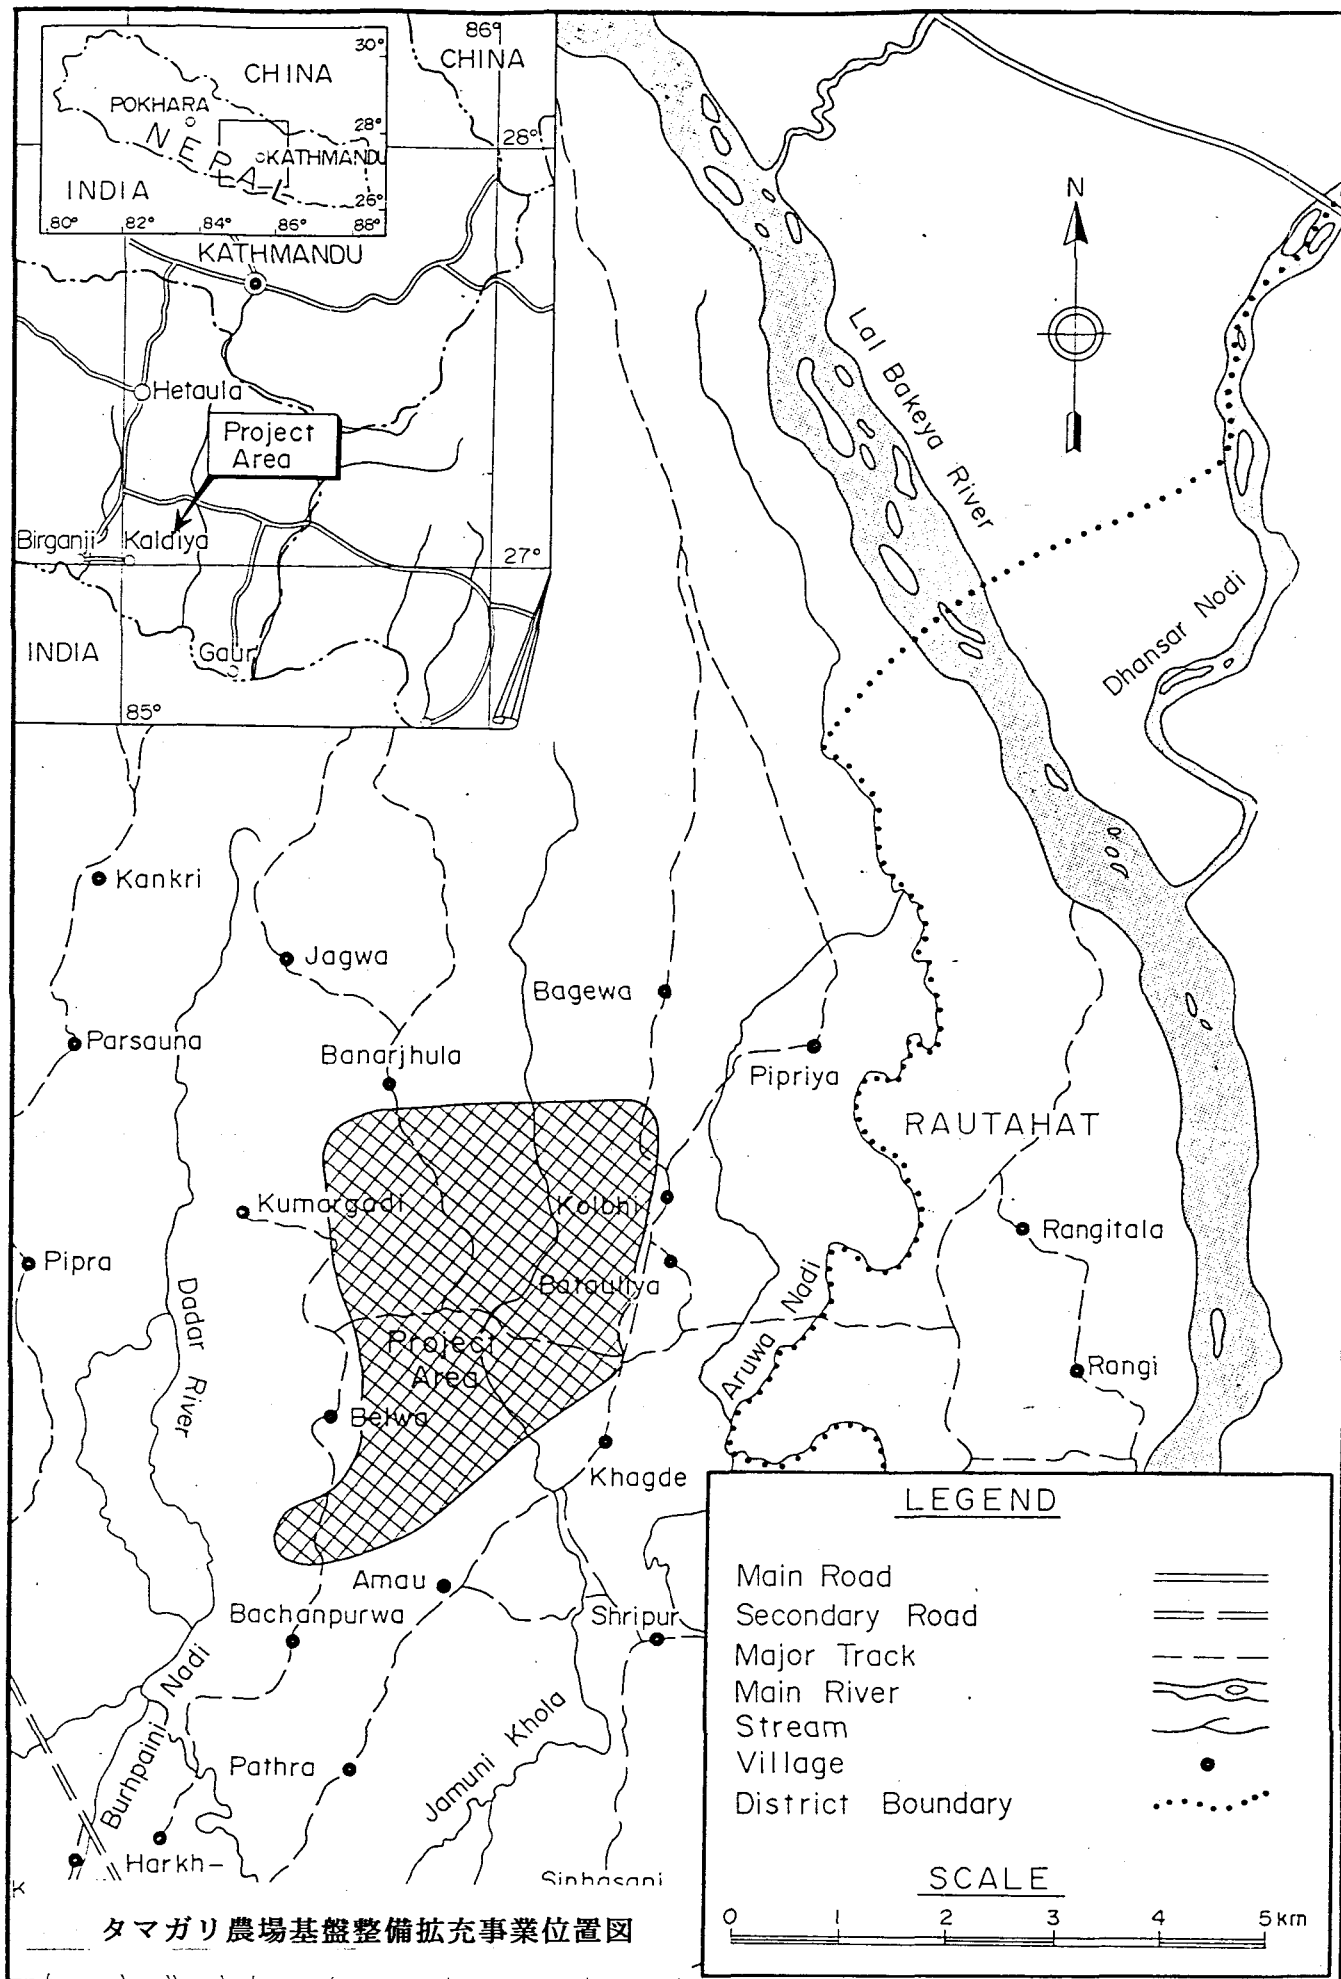 86°
CHINA
30°
CHINA
POKHARA
28°
28°
NEPAL
KATHMANDU
INDIA
26°
80°
82°
84°
86°
88°
KATHMANDU
N
Lal Bakeya River
Hetaula
Project
Area
Birganji
Kaldiya
27°
INDIA
Gaur
85°
Dhansar Nodi
Kankri
Jagwa
Bagewa
Parsauna
Banarjhula
Pipriya
RAUTAHAT
Kumargadi
Kolbhi
Rangitala
Pipra
Batauliya
Dadar River
Aruwa Nadi
Project
Area
Rangi
Belwa
Khagde
LEGEND
Amau
Main Road
Bachanpurwa
Shripur
Secondary Road
Major Track
Main River
Stream
Village
District Boundary
Burhpaini Nadi
Pathra
Jamuni Khola
Harkh-
Sinhasani
k
SCALE
0 1 2 3 4 5 km
タマガリ農場基盤整備拡充事業位置図